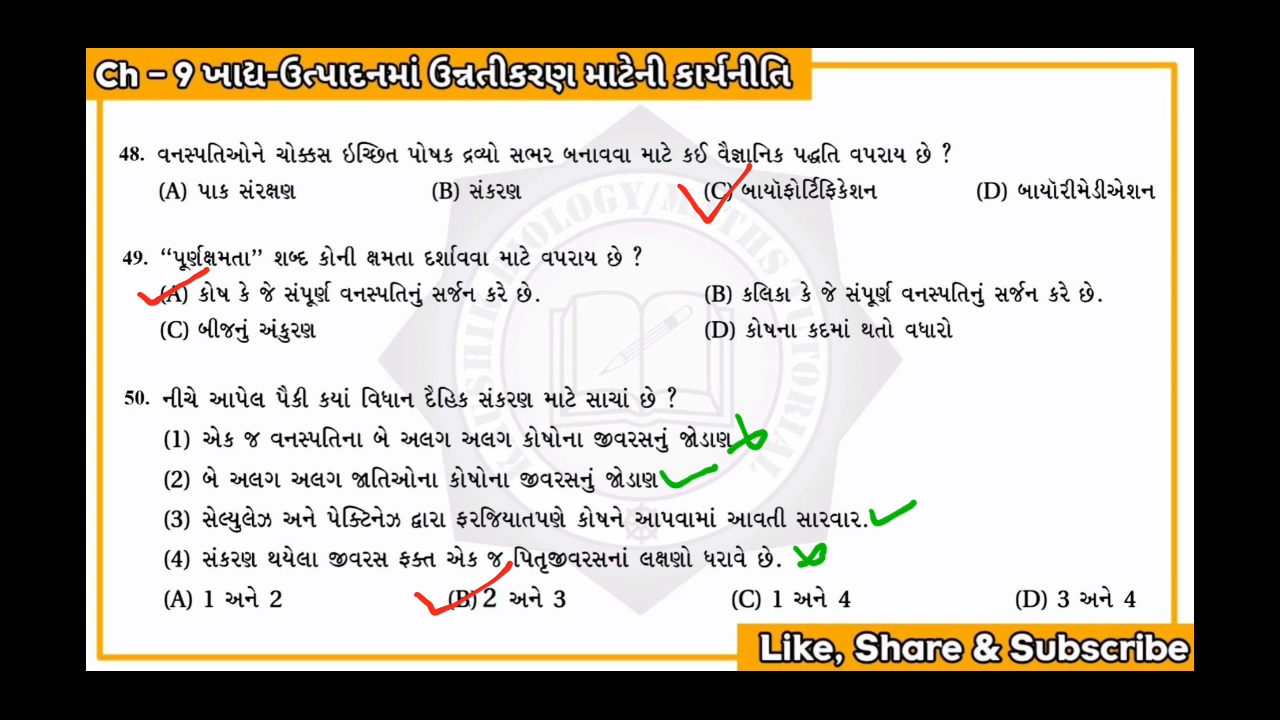 Ch – 9 ખાદ્ય-ઉત્પાદનમાં ઉન્નતીકરણ માટેની કાર્યનીતિ
48. વનસ્પતિઓને ચોક્કસ ઇચ્છિત પોષક દ્રવ્યો સભર બનાવવા માટે કઈ વૈજ્ઞાનિક પદ્ધતિ વપરાય છે ?
(A) પાક સંરક્ષણ (B) સંકરણ (C) બાયૉફોર્ટિફિકેશન (D) બાયૉરીમેડીએશન
49. “પૂર્ણક્ષમતા” શબ્દ કોની ક્ષમતા દર્શાવવા માટે વપરાય છે ?
(A) કોષ કે જે સંપૂર્ણ વનસ્પતિનું સર્જન કરે છે. (B) કલિકા કે જે સંપૂર્ણ વનસ્પતિનું સર્જન કરે છે.
(C) બીજનું અંકુરણ (D) કોષના કદમાં થતો વધારો
50. નીચે આપેલ પૈકી કયાં વિધાન દૈહિક સંકરણ માટે સાચાં છે ?
(1) એક જ વનસ્પતિના બે અલગ અલગ કોષોના જીવરસનું જોડાણ
(2) બે અલગ અલગ જાતિઓના કોષોના જીવરસનું જોડાણ
(3) સેલ્યુલેઝ અને પેક્ટિનેઝ દ્વારા ફરજિયાતપણે કોષને આપવામાં આવતી સારવાર.
(4) સંકરણ થયેલા જીવરસ ફક્ત એક જ પિતૃજીવરસનાં લક્ષણો ધરાવે છે.
(A) 1 અને 2 (B) 2 અને 3 (C) 1 અને 4 (D) 3 અને 4
Like, Share & Subscribe